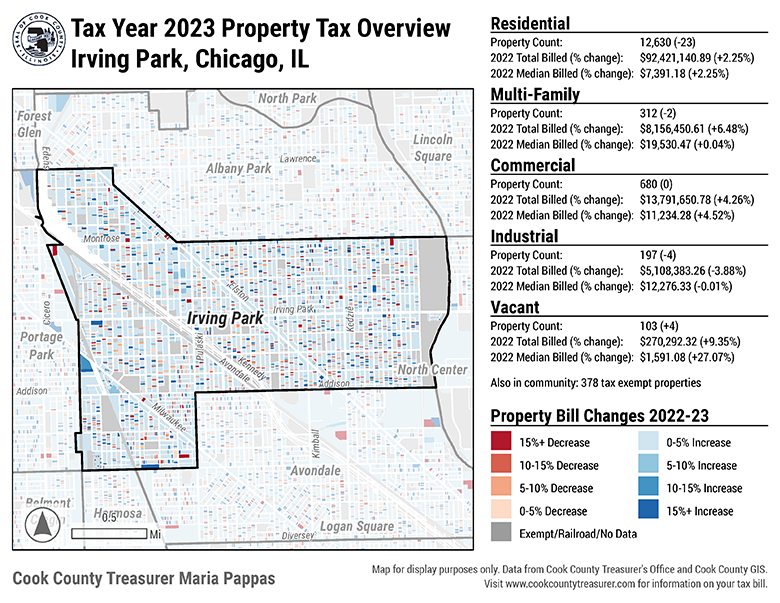 SEAL OF COOK COUNTY
ILLINOIS
Tax Year 2023 Property Tax Overview
Irving Park, Chicago, IL
North Park
Forest
Glen
Edens
Lincoln
Square
Lawrence
Albany Park
Montrose
Cicero
Elston
Irving Park
Irving Park
Kedzie
Portage
Park
Pulaski
Kennedy
Avondale
North Center
Addison
Addison
Milwaukee
Kimball
Avondale
Belmont
Hermosa
Logan Square
Diversey
0.5
Mi
Residential
Property Count: 12,630 (-23)
2022 Total Billed (% change): $92,421,140.89 (+2.25%)
2022 Median Billed (% change): $7,391.18 (+2.25%)
Multi-Family
Property Count: 312 (-2)
2022 Total Billed (% change): $8,156,450.61 (+6.48%)
2022 Median Billed (% change): $19,530.47 (+0.04%)
Commercial
Property Count: 680 (0)
2022 Total Billed (% change): $13,791,650.78 (+4.26%)
2022 Median Billed (% change): $11,234.28 (+4.52%)
Industrial
Property Count: 197 (-4)
2022 Total Billed (% change): $5,108,383.26 (-3.88%)
2022 Median Billed (% change): $12,276.33 (-0.01%)
Vacant
Property Count: 103 (+4)
2022 Total Billed (% change): $270,292.32 (+9.35%)
2022 Median Billed (% change): $1,591.08 (+27.07%)
Also in community: 378 tax exempt properties
Property Bill Changes 2022-23
15%+ Decrease
10-15% Decrease
5-10% Decrease
0-5% Decrease
0-5% Increase
5-10% Increase
10-15% Increase
15%+ Increase
Exempt/Railroad/No Data
Cook County Treasurer Maria Pappas
Map for display purposes only. Data from Cook County Treasurer's Office and Cook County GIS.
Visit www.cookcountytreasurer.com for information on your tax bill.